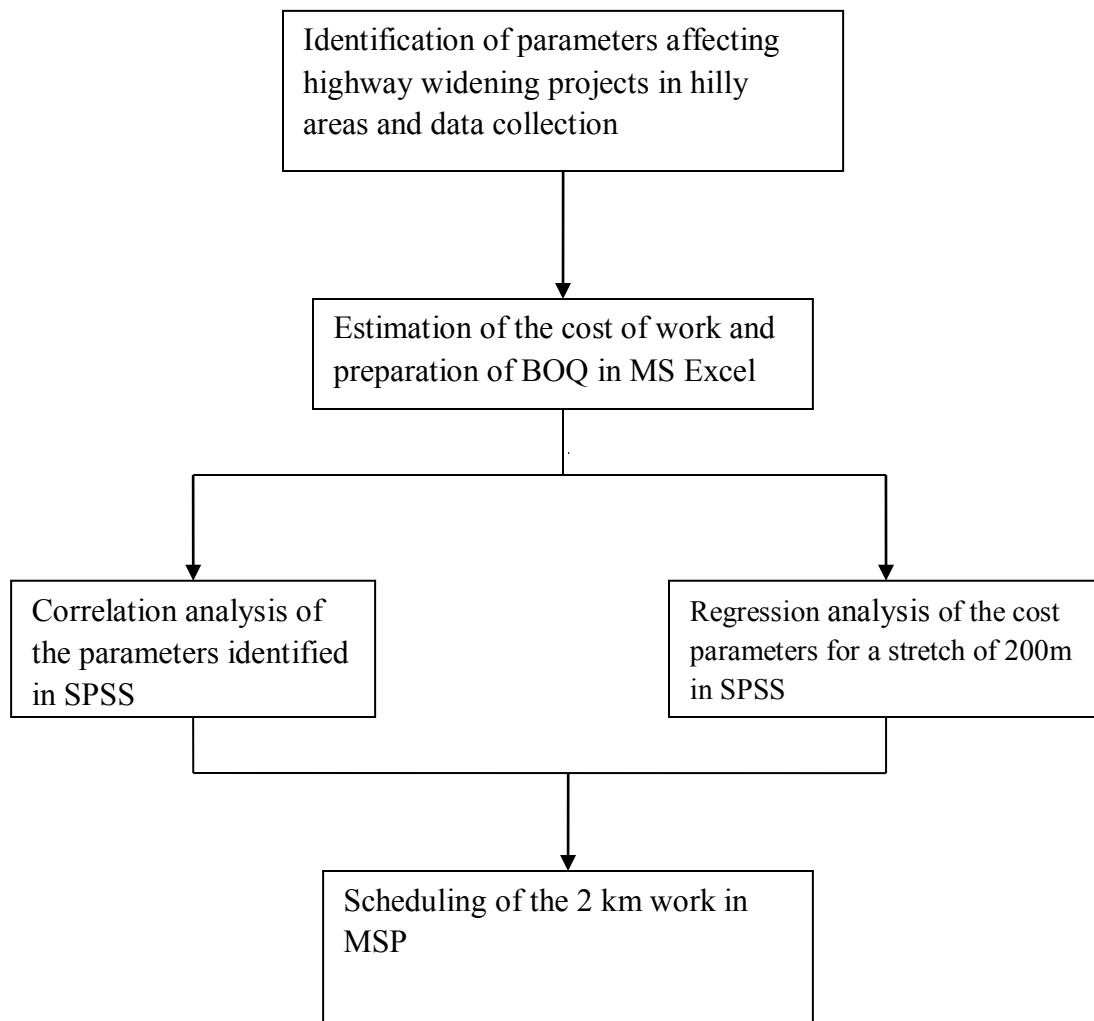 Identification of parameters affecting
highway widening projects in hilly
areas and data collection
Estimation of the cost of work and
preparation of BOQ in MS Excel
Correlation analysis of
the parameters identified
in SPSS
Regression analysis of the cost
parameters for a stretch of 200m
in SPSS
Scheduling of the 2 km work in
MSP